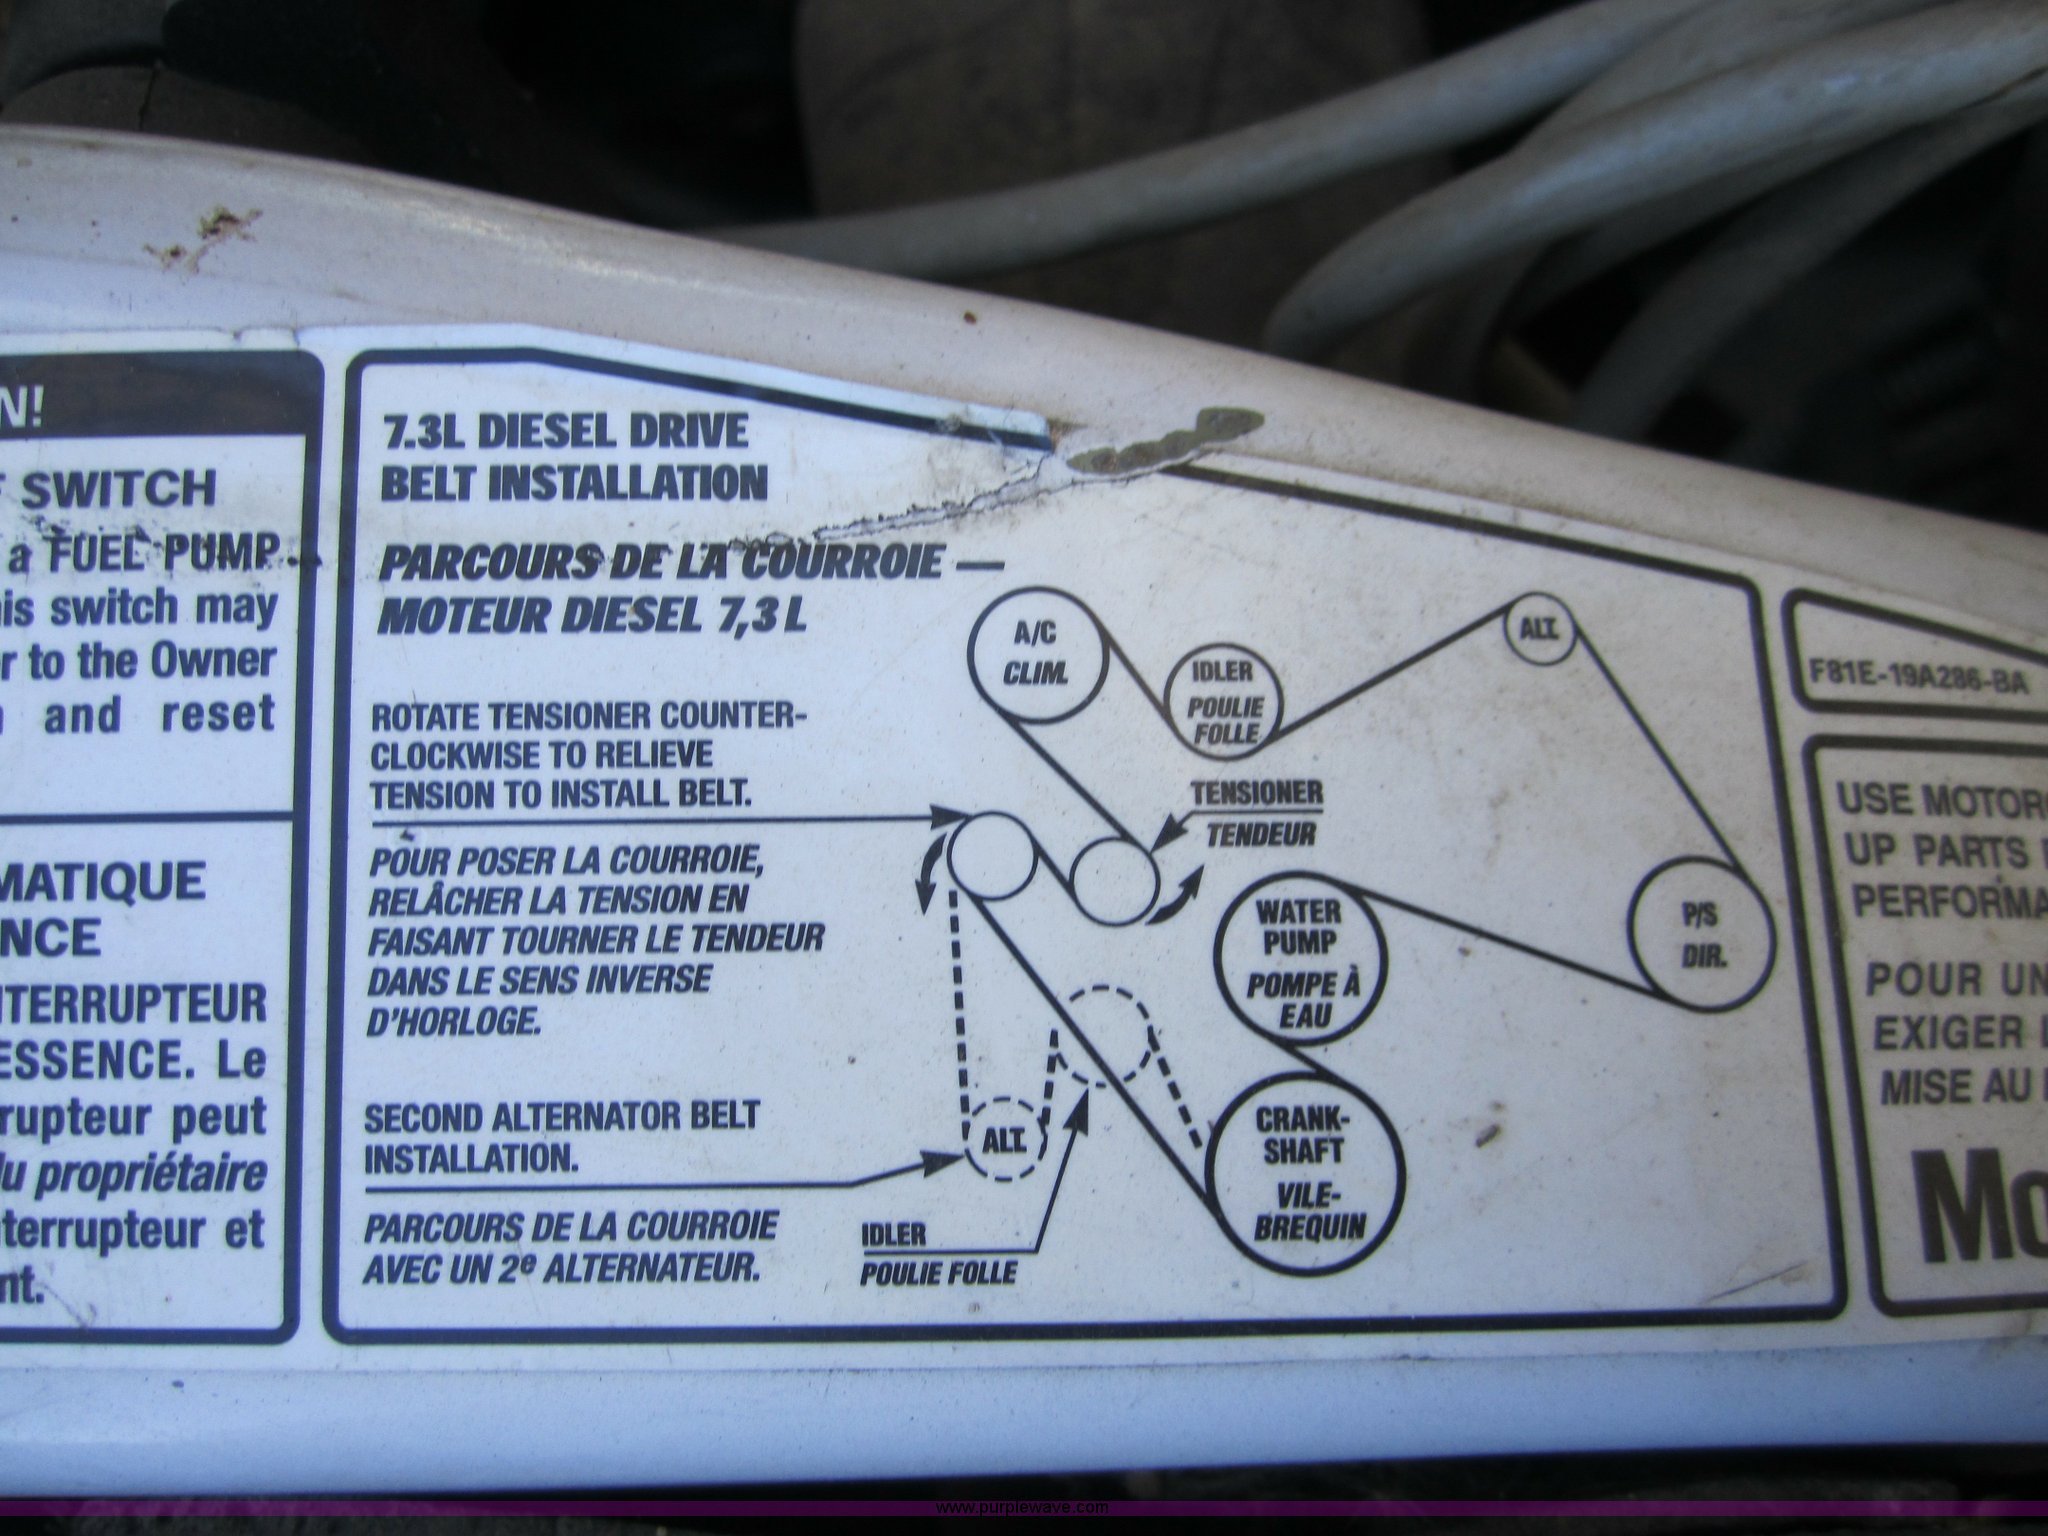 N!
SWITCH
a FUEL PUMP
his switch may
r to the Owner
and reset
MATIQUE
NCE
NTERRUPTEUR
ESSENCE. Le
rrupteur peut
du propriétaire
nterrupteur et
nt.
7.3L DIESEL DRIVE
BELT INSTALLATION
PARCOURS DE LA COURROIE —
MOTEUR DIESEL 7,3 L
ROTATE TENSIONER COUNTER-
CLOCKWISE TO RELIEVE
TENSION TO INSTALL BELT.
POUR POSER LA COURROIE,
RELÂCHER LA TENSION EN
FAISANT TOURNER LE TENDEUR
DANS LE SENS INVERSE
D'HORLOGE.
SECOND ALTERNATOR BELT
INSTALLATION.
PARCOURS DE LA COURROIE
AVEC UN 2e ALTERNATEUR.
A/C
CLIM.
IDLER
POULIE
FOLLE
ALT.
TENSIONER
TENDEUR
WATER
PUMP
POMPE À
EAU
P/S
DIR.
ALT.
CRANK-
SHAFT
VILE-
BREQUIN
IDLER
POULIE FOLLE
F81E-19A286-BA
USE MOTOR
UP PARTS
PERFORMA
POUR UN
EXIGER
MISE AU
Mo
www.purplewave.com